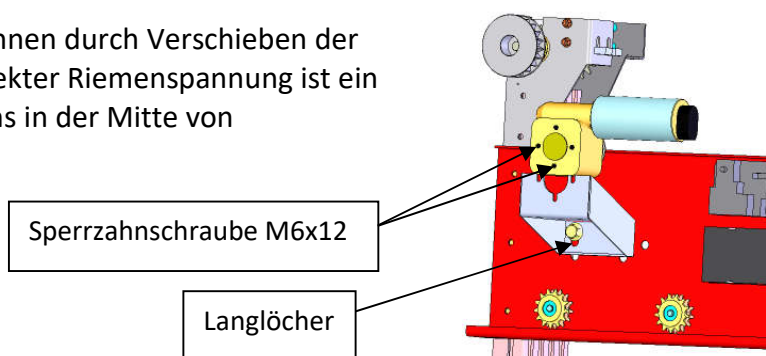 nnen durch Verschieben der
ekter Riemenspannung ist ein
ns in der Mitte von
Sperrzahnschraube M6x12
Langlöcher